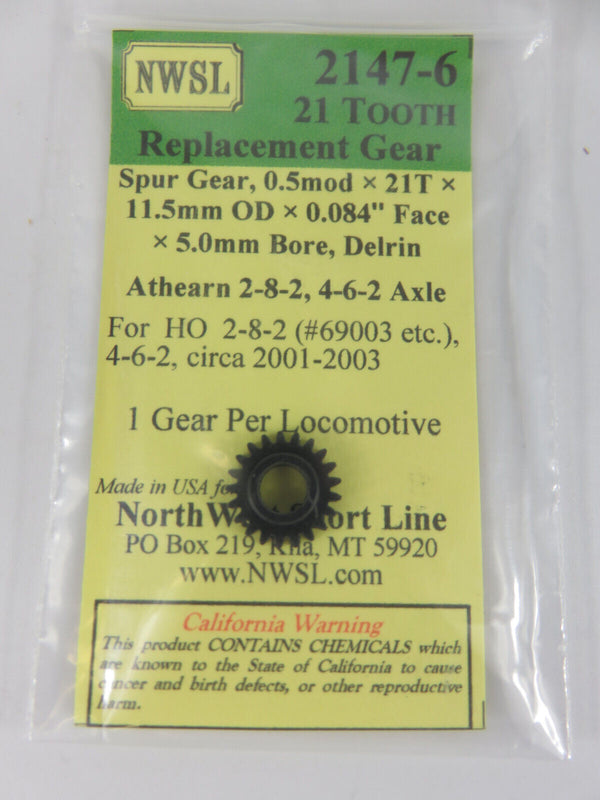 NWSL
2147-6
21 TOOTH
Replacement Gear
Spur Gear, 0.5mod × 21T ×
11.5mm OD × 0.084" Face
× 5.0mm Bore, Delrin
Athearn 2-8-2, 4-6-2 Axle
For HO 2-8-2 (#69003 etc.),
4-6-2, circa 2001-2003
1 Gear Per Locomotive
Made in USA
Line
PO Box 219, MT 59920
www.NWSL.com
California Warning
This product CONTAINS CHEMICALS which
are known to the State of California to cause
cancer and birth defects, or other reproductive
harm.